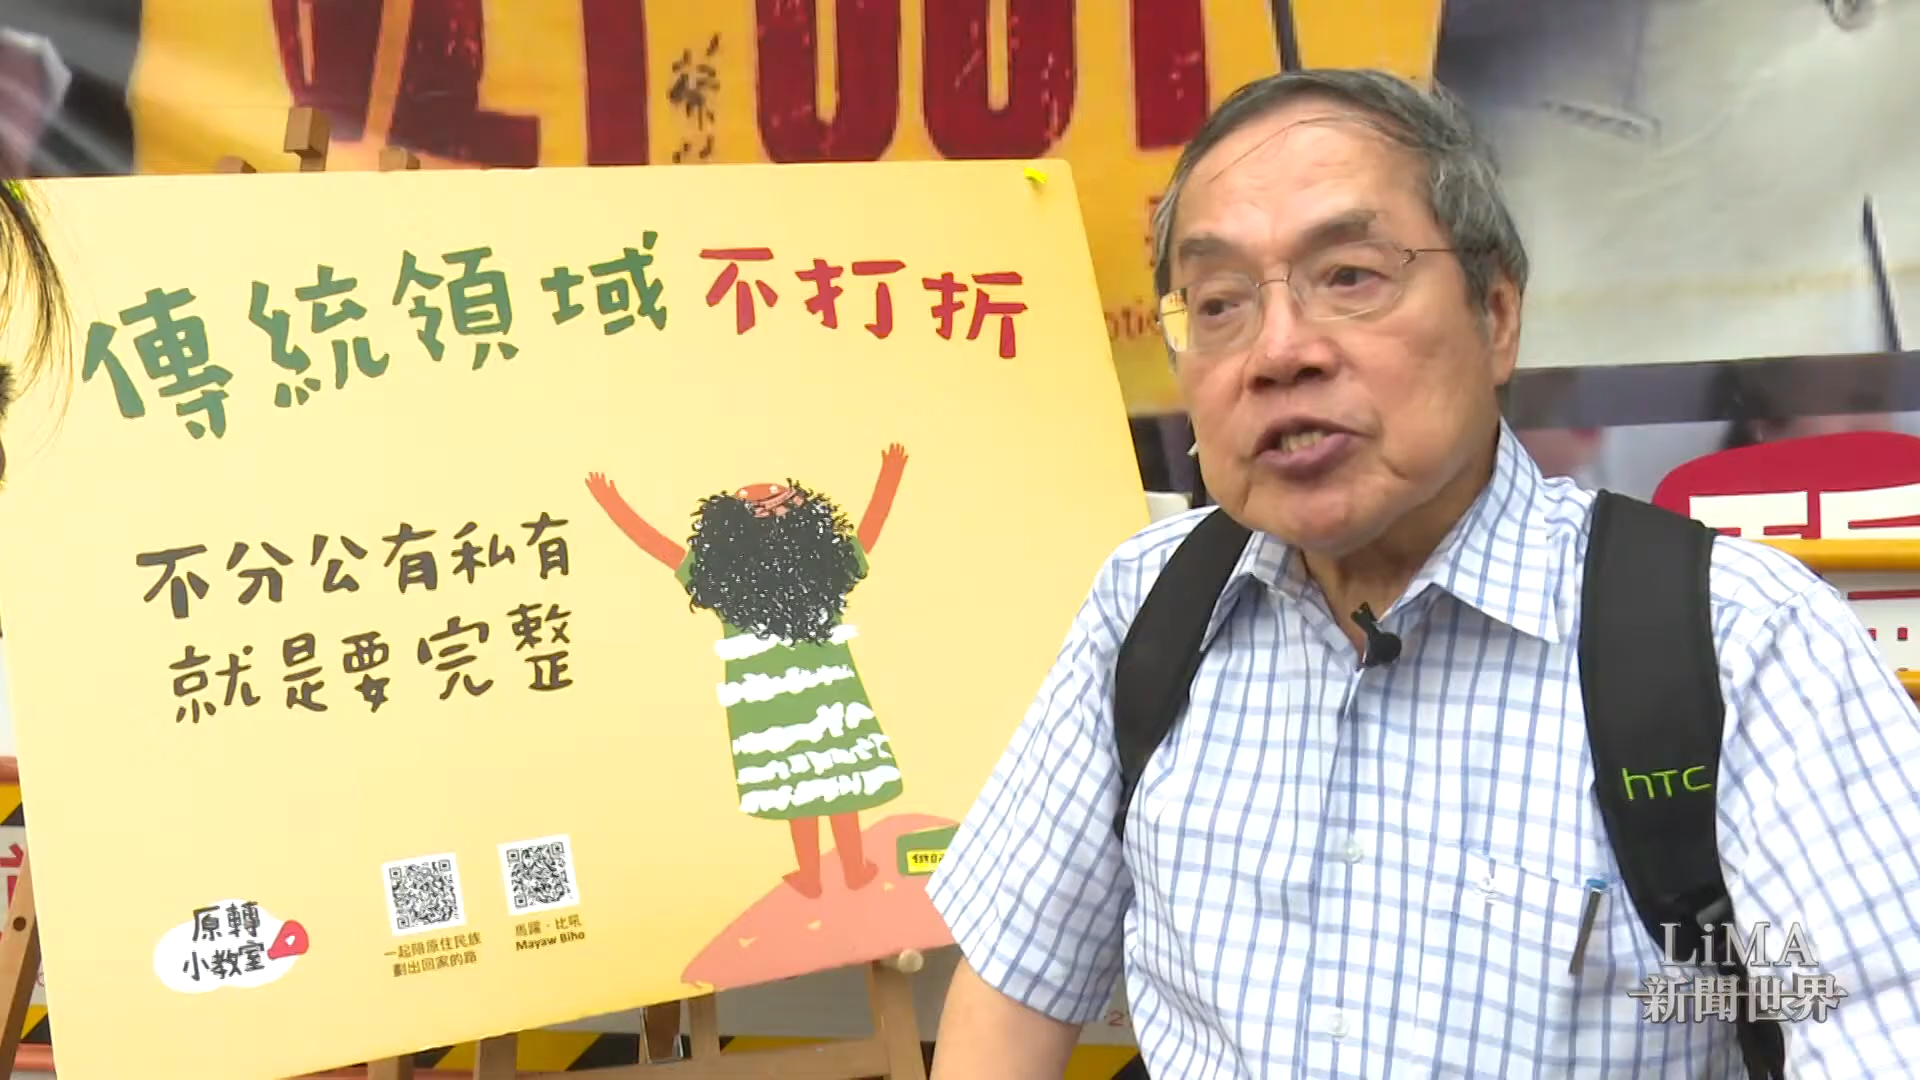 傳統領域 不打折
不分公有私有
就是要完整
原轉
小教室
一起陪原住民族
劃出回家的路
馬躍·比吼
Mayaw Biho
hTC
LiMA
新聞世界